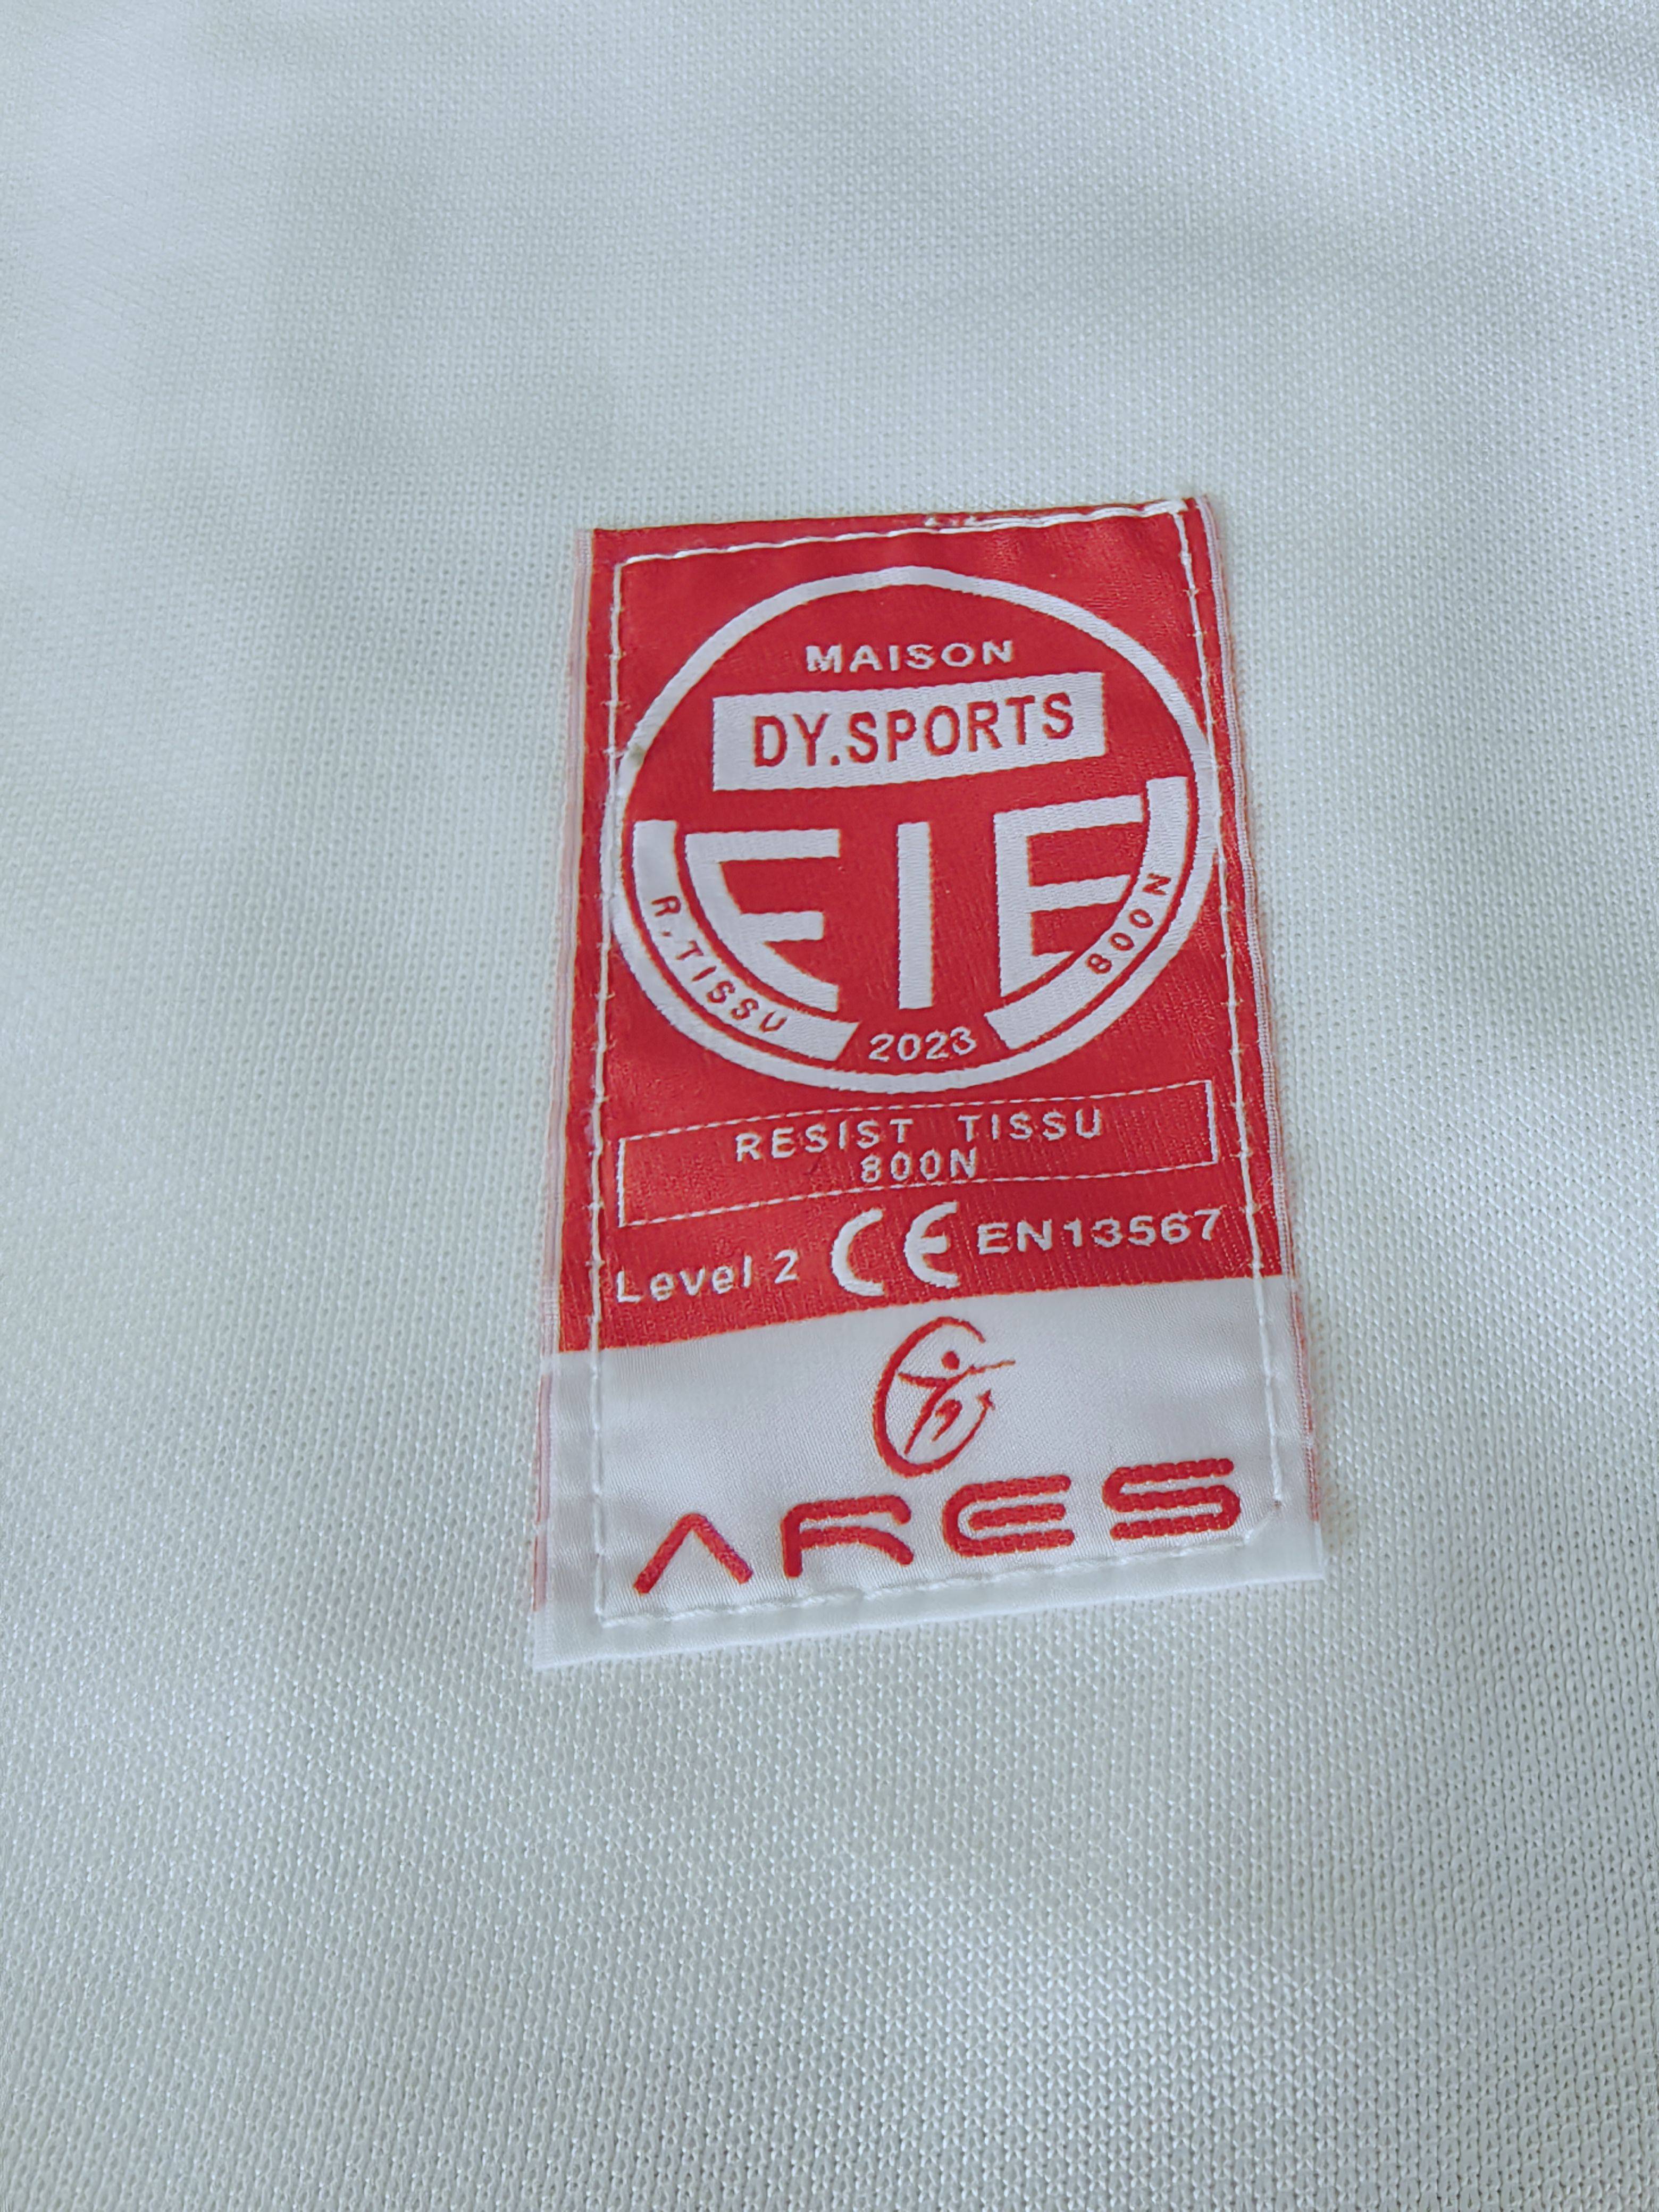 MAISON
DY.SPORTS
FIE
R.TISSU
800N
2023
RESIST TISSU
800N
Level 2 CE EN13567
ARES